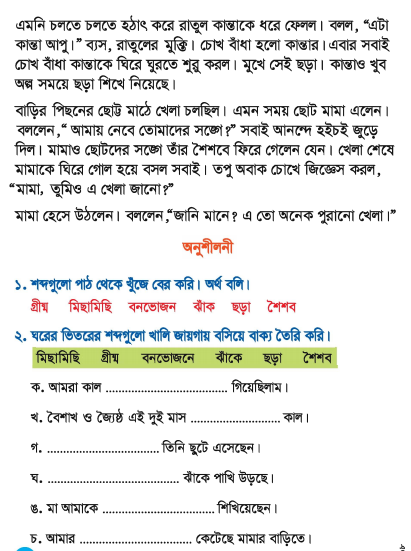 এমনি চলতে চলতে হঠাৎ করে রাতুল কান্তাকে ধরে ফেলল। বলল, “এটা
কান্তা আপু।” ব্যস, রাতুলের মুক্তি। চোখ বাঁধা হলো কান্তার। এবার সবাই
চোখ বাঁধা কান্তাকে ঘিরে ঘুরতে শুরু করল। মুখে সেই ছড়া। কান্তাও খুব
অল্প সময়ে ছড়া শিখে নিয়েছে।
বাড়ির পিছনের ছোট্ট মাঠে খেলা চলছিল। এমন সময় ছোট মামা এলেন।
বললেন,“ আমায় নেবে তোমাদের সঙ্গে?” সবাই আনন্দে হইচই জুড়ে
দিল। মামাও ছোটদের সঙ্গে তাঁর শৈশবে ফিরে গেলেন যেন। খেলা শেষে
মামাকে ঘিরে গোল হয়ে বসল সবাই। তপু অবাক চোখে জিজ্ঞেস করল,
“মামা, তুমিও এ খেলা জানো?”
মামা হেসে উঠলেন। বললেন,“জানি মানে? এ তো অনেক পুরানো খেলা।”
অনুশীলনী
১. শব্দগুলো পাঠ থেকে খুঁজে বের করি। অর্থ বলি।
গ্রীষ্ম মিছামিছি বনভোজন ঝাঁক ছড়া শৈশব
২. ঘরের ভিতরের শব্দগুলো খালি জায়গায় বসিয়ে বাক্য তৈরি করি।
মিছামিছি গ্রীষ্ম বনভোজনে ঝাঁকে ছড়া শৈশব
ক. আমরা কাল .............................. গিয়েছিলাম।
খ. বৈশাখ ও জ্যৈষ্ঠ এই দুই মাস ...................... কাল।
গ. ............................ তিনি ছুটে এসেছেন।
ঘ. ................................. ঝাঁকে পাখি উড়ছে।
ঙ. মা আমাকে ............................ শিখিয়েছেন।
চ. আমার ............................ কেটেছে মামার বাড়িতে।